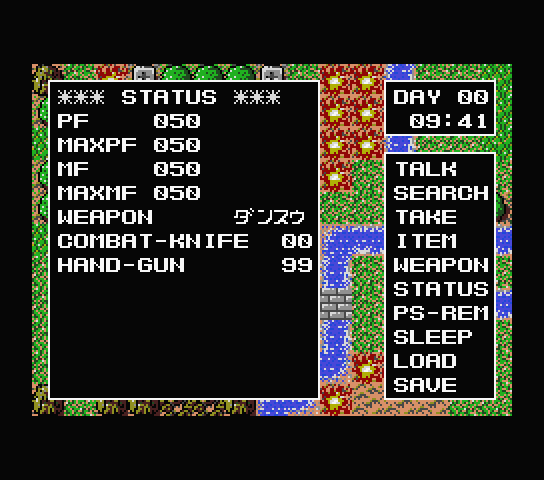 *** STATUS ***
PF 050
MAXPF 050
MF 050
MAXMF 050
WEAPON ダンスウ
COMBAT-KNIFE 00
HAND-GUN 99
DAY 00
09:41
TALK
SEARCH
TAKE
ITEM
WEAPON
STATUS
PS-REM
SLEEP
LOAD
SAVE